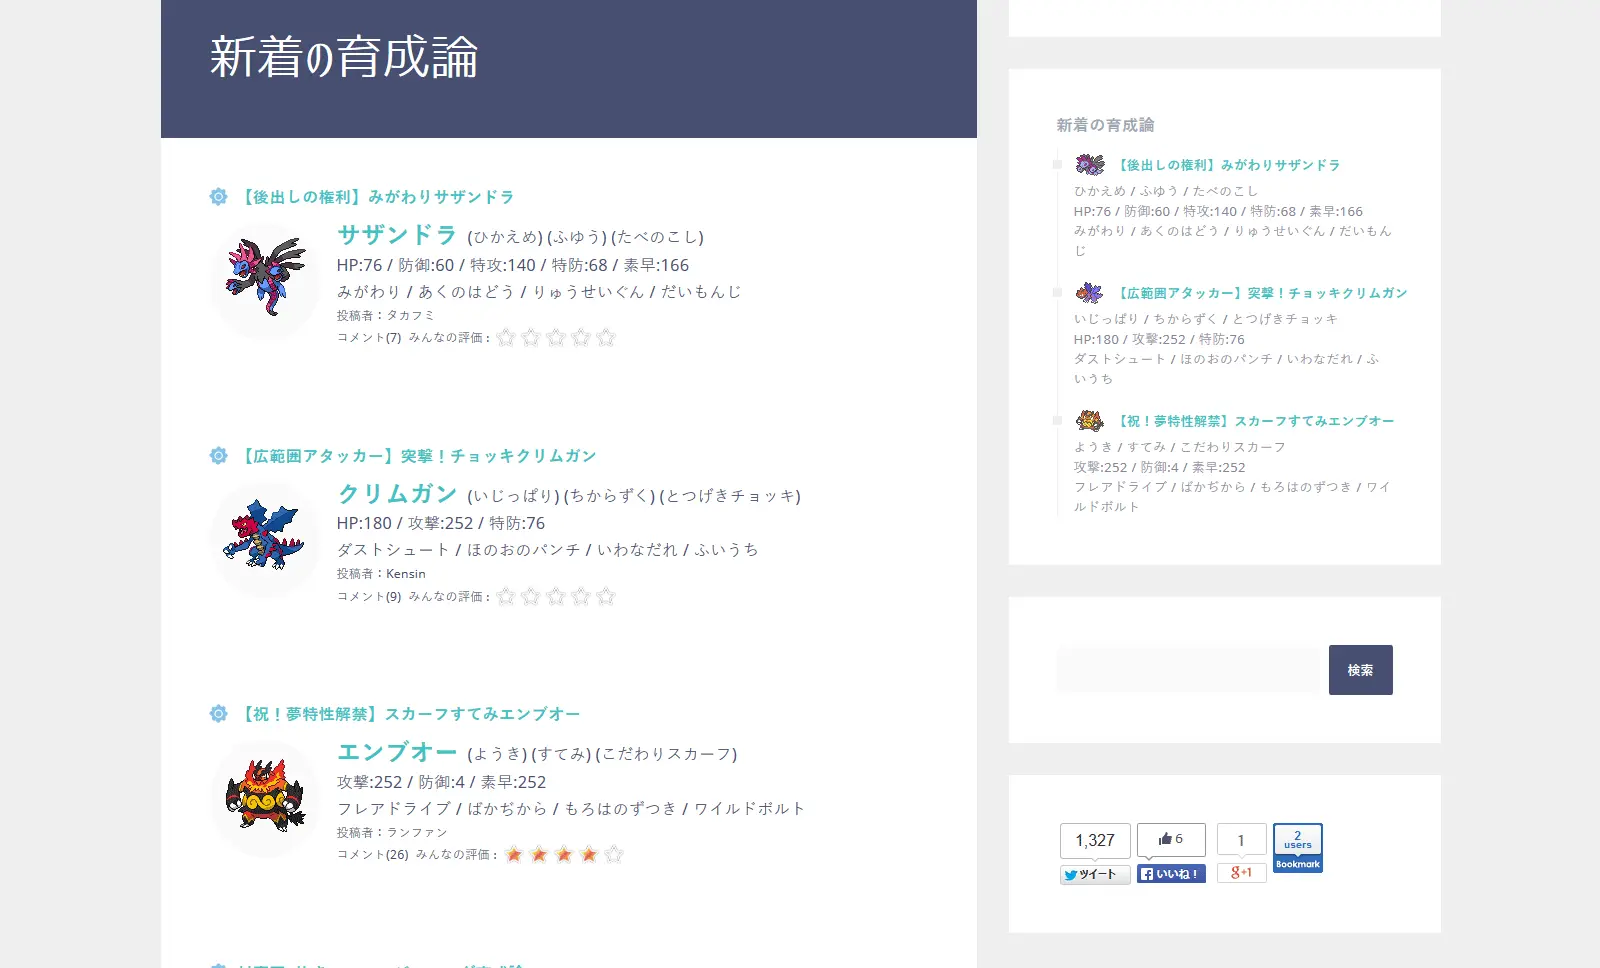 新着の育成論
【後出しの権利】みがわりサザンドラ
サザンドラ (ひかえめ) (ふゆう) (たべのこし)
HP:76 / 防御:60 / 特攻:140 / 特防:68 / 素早:166
みがわり / あくのはどう / りゅうせいぐん / だいもんじ
投稿者：タカフミ
コメント(7) みんなの評価 :
【広範囲アタッカー】突撃！チョッキクリムガン
クリムガン (いじっぱり) (ちからずく) (とつげきチョッキ)
HP:180 / 攻撃:252 / 特防:76
ダストシュート / ほのおのパンチ / いわなだれ / ふいうち
投稿者：Kensin
コメント(9) みんなの評価 :
【祝！夢特性解禁】スカーフすてみエンブオー
エンブオー (ようき) (すてみ) (こだわりスカーフ)
攻撃:252 / 防御:4 / 素早:252
フレアドライブ / ばかぢから / もろはのずつき / ワイルドボルト
投稿者：ランファン
コメント(26) みんなの評価 :
新着の育成論
【後出しの権利】みがわりサザンドラ
ひかえめ / ふゆう / たべのこし
HP:76 / 防御:60 / 特攻:140 / 特防:68 / 素早:166
みがわり / あくのはどう / りゅうせいぐん / だいもん
じ
【広範囲アタッカー】突撃！チョッキクリムガン
いじっぱり / ちからずく / とつげきチョッキ
HP:180 / 攻撃:252 / 特防:76
ダストシュート / ほのおのパンチ / いわなだれ / ふ
いうち
【祝！夢特性解禁】スカーフすてみエンブオー
ようき / すてみ / こだわりスカーフ
攻撃:252 / 防御:4 / 素早:252
フレアドライブ / ばかぢから / もろはのずつき / ワイ
ルドボルト
検索
1,327
6
1
2
users
ツイート
いいね！
g+1
Bookmark